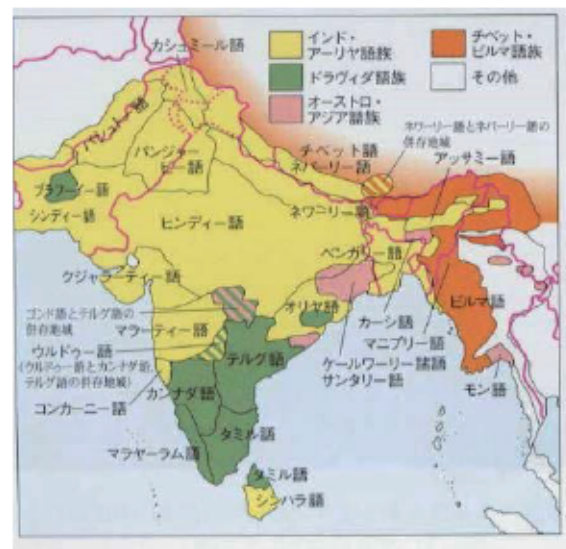 インド・
アーリヤ語族
ドラヴィダ語族
オーストロ・
アジア語族
チベット・
ビルマ語族
その他
カシュミール語
パシュトー語
パンジャー
ビー語
ブラフーイー語
シンディー語
ヒンディー語
チベット語
ネパーリー語
ネワーリー語とネパーリー語の
併存地域
アッサミー語
ネワーリー語
ベンガリー語
グジャラーティー語
ゴンド語とテルグ語の
併存地域
マラーティー語
オリヤ語
カーシ語
マニプリー語
ビルマ語
ウルドゥー語
(ウルドゥー語とカンナダ語,
テルグ語の併存地域)
テルグ語
ケールワーリー諸語
サンタリー語
モン語
コンカーニー語
カンナダ語
タミル語
マラヤーラム語
タミル語
シンハラ語